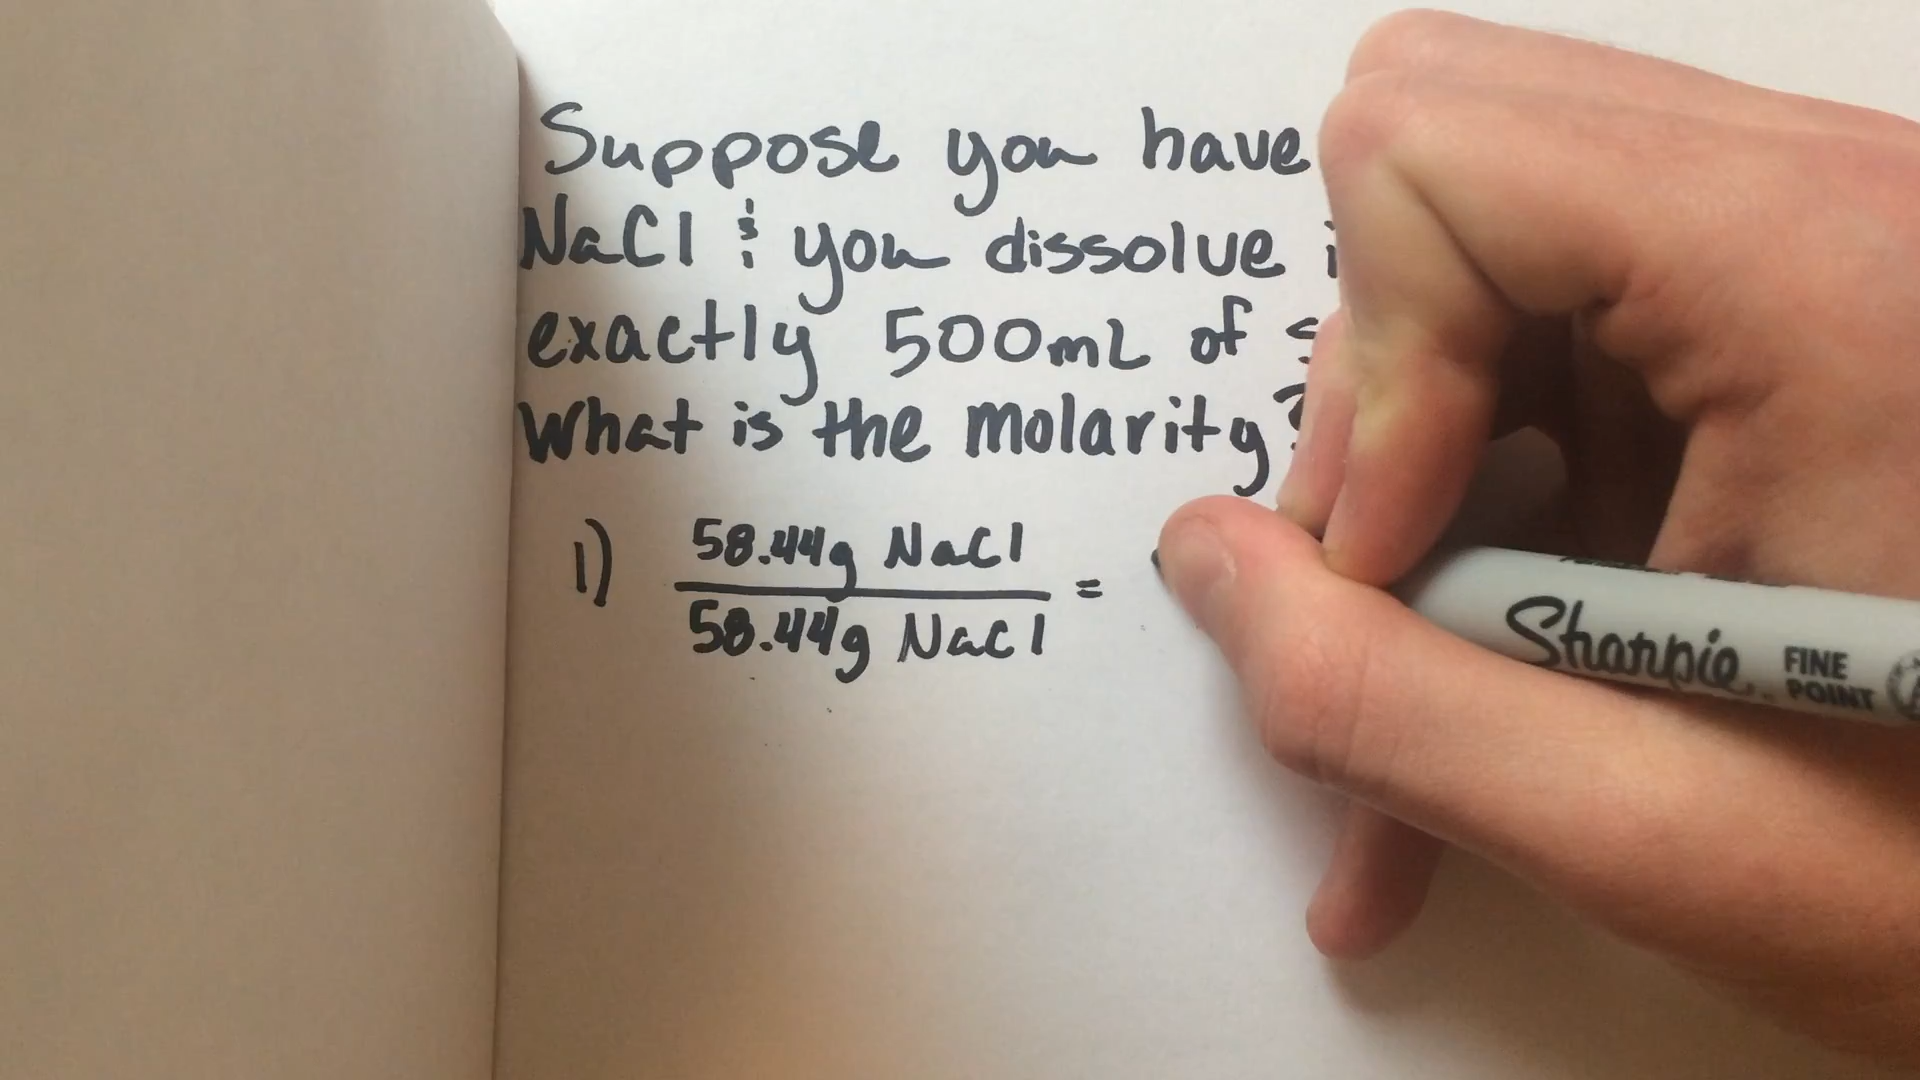 Suppose you have
NaCl & you dissolve
exactly 500mL of
What is the molarity?
1) 58.44g NaCl
58.44g NaCl
=
Sharpie
FINE
POINT